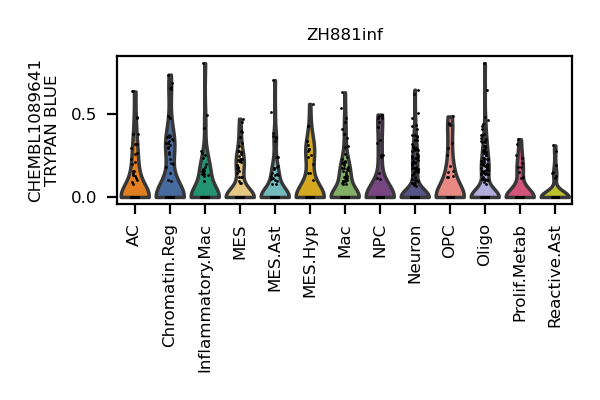 ZH881inf
CHEMBL1089641
TRYPAN BLUE
0.5
0.0
AC
Chromatin.Reg
Inflammatory.Mac
MES
MES.Ast
MES.Hyp
Mac
NPC
Neuron
OPC
Oligo
Prolif.Metab
Reactive.Ast